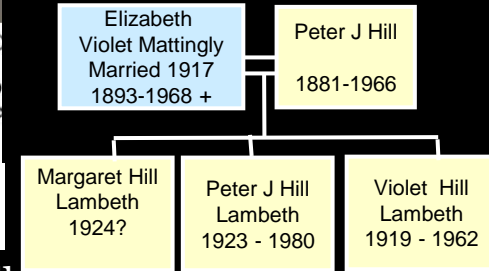 Elizabeth
Violet Mattingly
Married 1917
1893-1968 +
Peter J Hill
1881-1966
Margaret Hill
Lambeth
1924?
Peter J Hill
Lambeth
1923 - 1980
Violet Hill
Lambeth
1919 - 1962